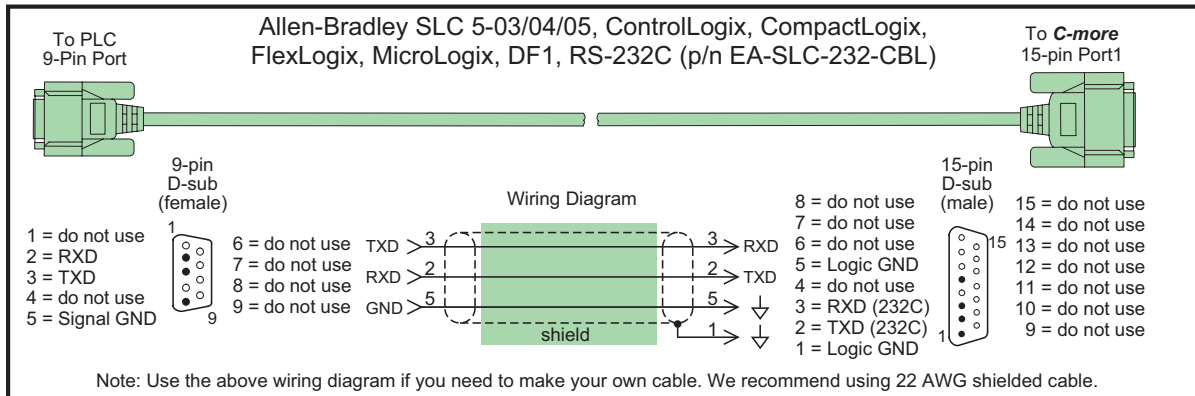 Allen-Bradley SLC 5-03/04/05, ControlLogix, CompactLogix,
FlexLogix, MicroLogix, DF1, RS-232C (p/n EA-SLC-232-CBL)
To PLC
9-Pin Port
To C-more
15-pin Port1
9-pin
D-sub
(female)
1
9
1 = do not use
2 = RXD
3 = TXD
4 = do not use
5 = Signal GND
6 = do not use
7 = do not use
8 = do not use
9 = do not use
Wiring Diagram
TXD 3 3 RXD
RXD 2 2 TXD
GND 5 5
1
shield
8 = do not use
7 = do not use
6 = do not use
5 = Logic GND
4 = do not use
3 = RXD (232C)
2 = TXD (232C)
1 = Logic GND
15-pin
D-sub
(male)
15
1
15 = do not use
14 = do not use
13 = do not use
12 = do not use
11 = do not use
10 = do not use
9 = do not use
Note: Use the above wiring diagram if you need to make your own cable. We recommend using 22 AWG shielded cable.